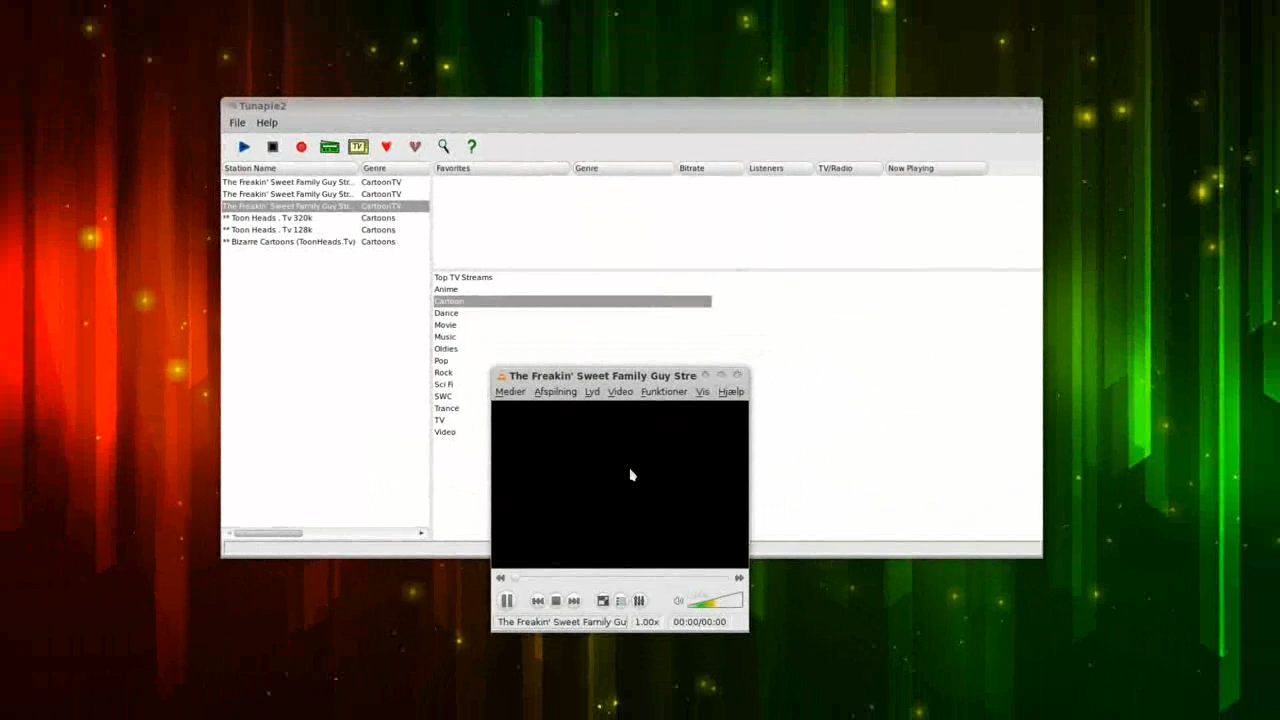 Tunapie2
File Help
TV
Station Name Genre Favorites Genre Bitrate Listeners TV/Radio Now Playing
The Freakin' Sweet Family Guy Str... CartoonTV
The Freakin' Sweet Family Guy Str... CartoonTV
The Freakin' Sweet Family Guy Str... CartoonTV
** Toon Heads . Tv 320k Cartoons
** Toon Heads . Tv 128k Cartoons
** Bizarre Cartoons (ToonHeads.Tv) Cartoons
Top TV Streams
Anime
Cartoon
Dance
Movie
Music
Oldies
Pop
Rock
Sci Fi
SWC
Trance
TV
Video
The Freakin' Sweet Family Guy Stre
Medier Afspilning Lyd Video Funktioner Vis Hjælp
The Freakin' Sweet Family Gu 1.00x 00:00/00:00